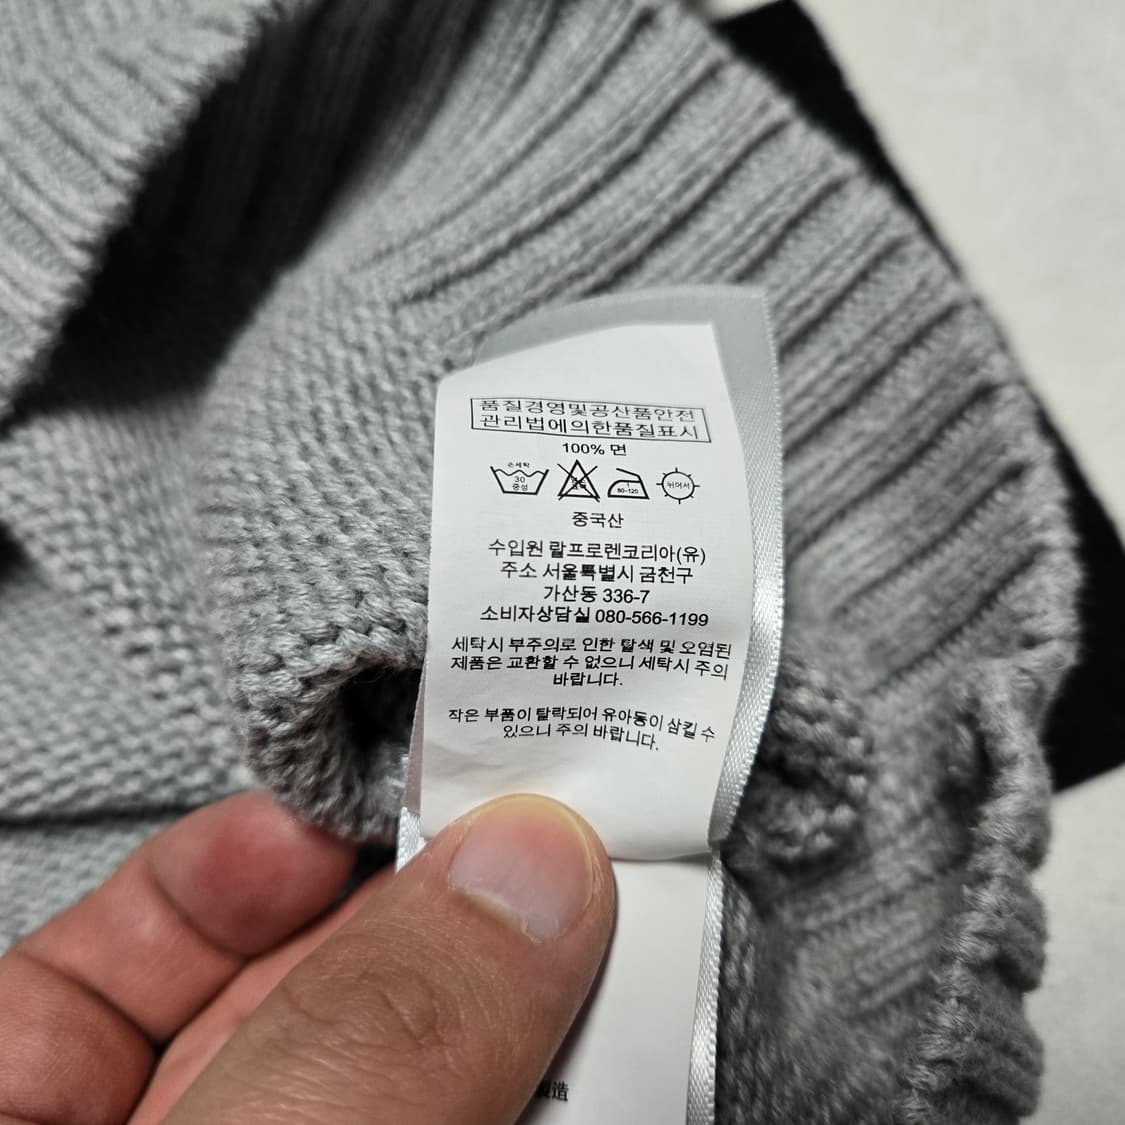 품질경영및공산품안전
관리법에의한품질표시
100% 면
손세탁
30
중성
80~120
뉘어서
중국산
수입원 랄프로렌코리아(유)
주소 서울특별시 금천구
가산동 336-7
소비자상담실 080-566-1199
세탁시 부주의로 인한 탈색 및 오염된
제품은 교환할 수 없으니 세탁시 주의
바랍니다.
작은 부품이 탈락되어 유아동이 삼킬 수
있으니 주의 바랍니다.
製造